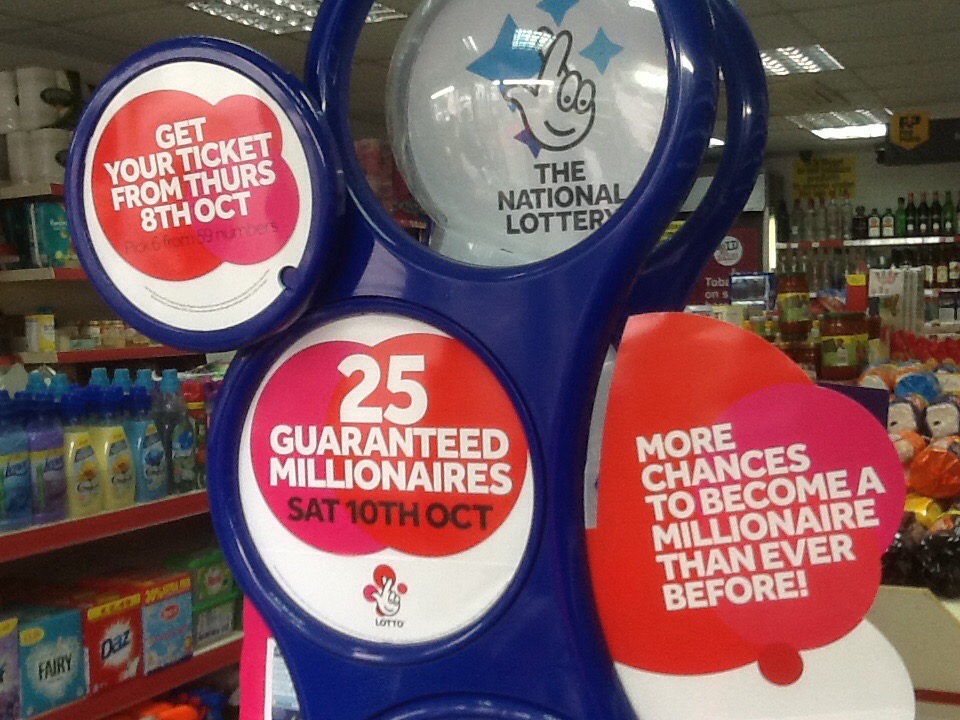 GET
YOUR TICKET
FROM THURS
8TH OCT
Pick 6 from 59 numbers
THE
NATIONAL
LOTTERY
25
GUARANTEED
MILLIONAIRES
SAT 10TH OCT
LOTTO
MORE
CHANCES
TO BECOME A
MILLIONAIRE
THAN EVER
BEFORE!
FAIRY
Daz
Comfort